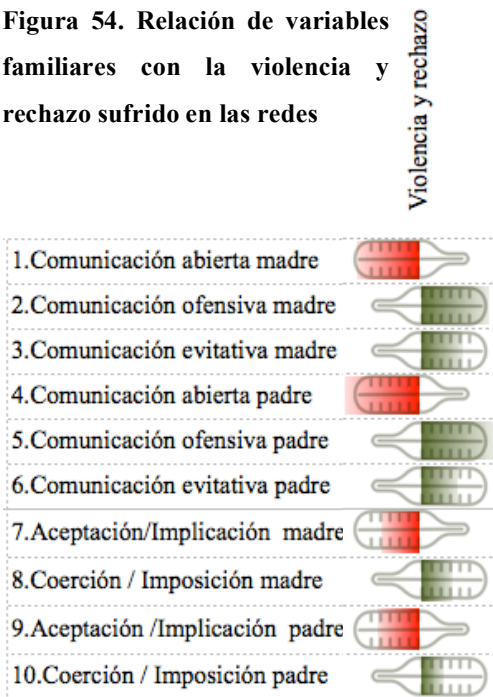 Figura 54. Relación de variables
familiares con la violencia y
rechazo sufrido en las redes
Violencia y rechazo
1.Comunicación abierta madre
2.Comunicación ofensiva madre
3.Comunicación evitativa madre
4.Comunicación abierta padre
5.Comunicación ofensiva padre
6.Comunicación evitativa padre
7.Aceptación/Implicación madre
8.Coerción / Imposición madre
9.Aceptación /Implicación padre
10.Coerción / Imposición padre